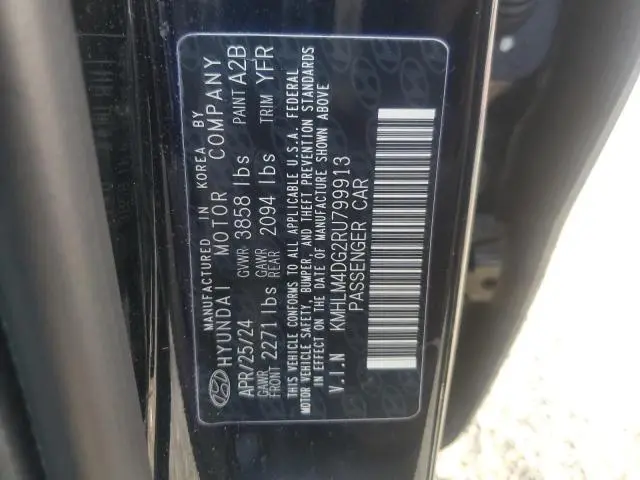 MANUFACTURED IN KOREA BY
HYUNDAI MOTOR COMPANY
APR/25/24 GVWR 3858 lbs PAINT A2B
GAWR FRONT 2271 lbs GAWR REAR 2094 lbs TRIM YFR
THIS VEHICLE CONFORMS TO ALL APPLICABLE U.S.A. FEDERAL
MOTOR VEHICLE SAFETY, BUMPER, AND THEFT PREVENTION STANDARDS
IN EFFECT ON THE DATE OF MANUFACTURE SHOWN ABOVE
V.I.N KMHLM4DG2RU799913
PASSENGER CAR